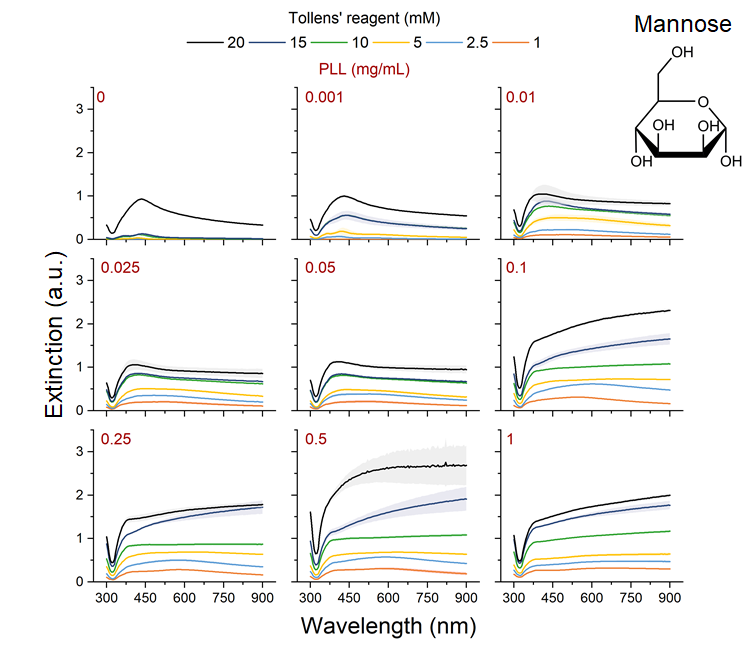 Tollens' reagent (mM)
20 15 10 5 2.5 1
PLL (mg/mL)
Mannose
OH
O
OH OH
OH OH
0 0.001 0.01
3
2
1
0
0.025 0.05 0.1
3
2
1
0
0.25 0.5 1
3
2
1
0
300 450 600 750 900 300 450 600 750 900 300 450 600 750 900
Extinction (a.u.)
Wavelength (nm)